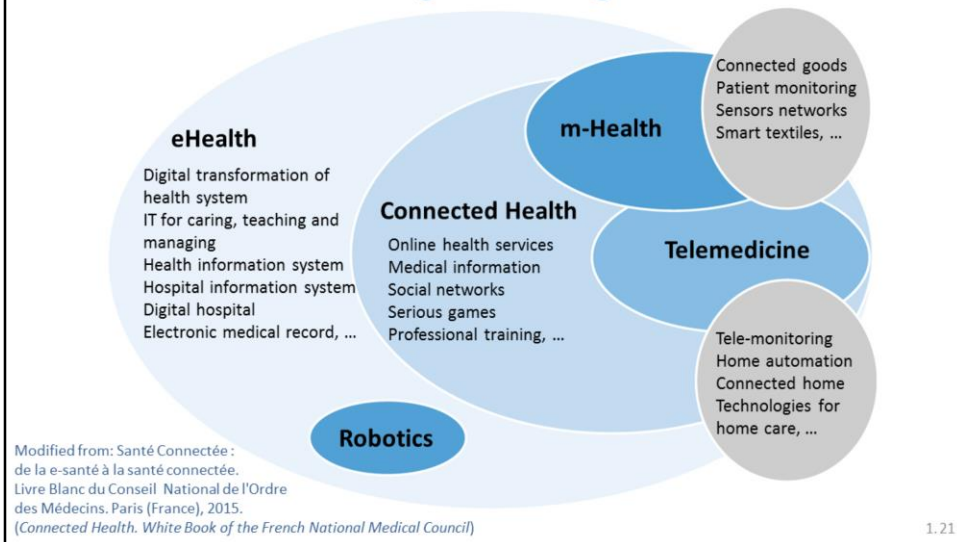 eHealth
Digital transformation of
health system
IT for caring, teaching and
managing
Health information system
Hospital information system
Digital hospital
Electronic medical record, ...
Connected Health
Online health services
Medical information
Social networks
Serious games
Professional training, ...
m-Health
Connected goods
Patient monitoring
Sensors networks
Smart textiles, ...
Telemedicine
Tele-monitoring
Home automation
Connected home
Technologies for
home care, ...
Robotics
Modified from: Santé Connectée :
de la e-santé à la santé connectée.
Livre Blanc du Conseil National de l'Ordre
des Médecins. Paris (France), 2015.
(Connected Health. White Book of the French National Medical Council)
1.21